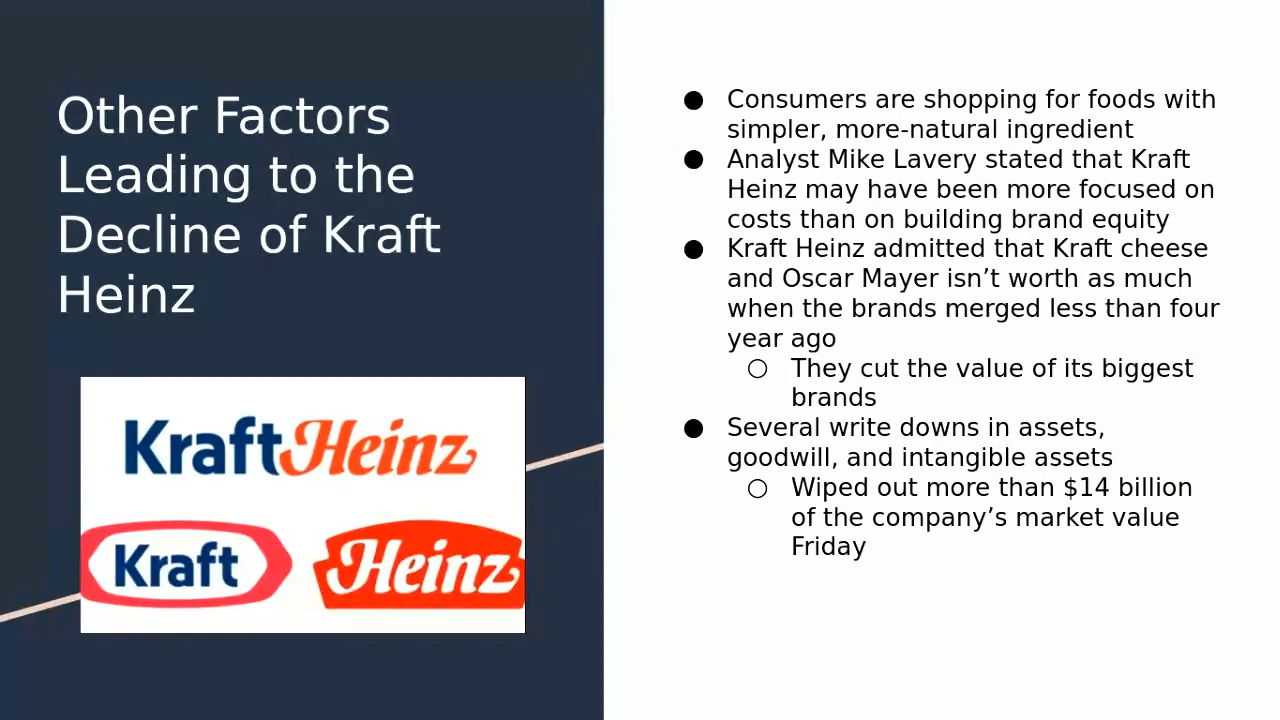 Other Factors
Leading to the
Decline of Kraft
Heinz
KraftHeinz
Kraft
Heinz
● Consumers are shopping for foods with
simpler, more-natural ingredient
● Analyst Mike Lavery stated that Kraft
Heinz may have been more focused on
costs than on building brand equity
● Kraft Heinz admitted that Kraft cheese
and Oscar Mayer isn’t worth as much
when the brands merged less than four
year ago
○ They cut the value of its biggest
brands
● Several write downs in assets,
goodwill, and intangible assets
○ Wiped out more than $14 billion
of the company’s market value
Friday